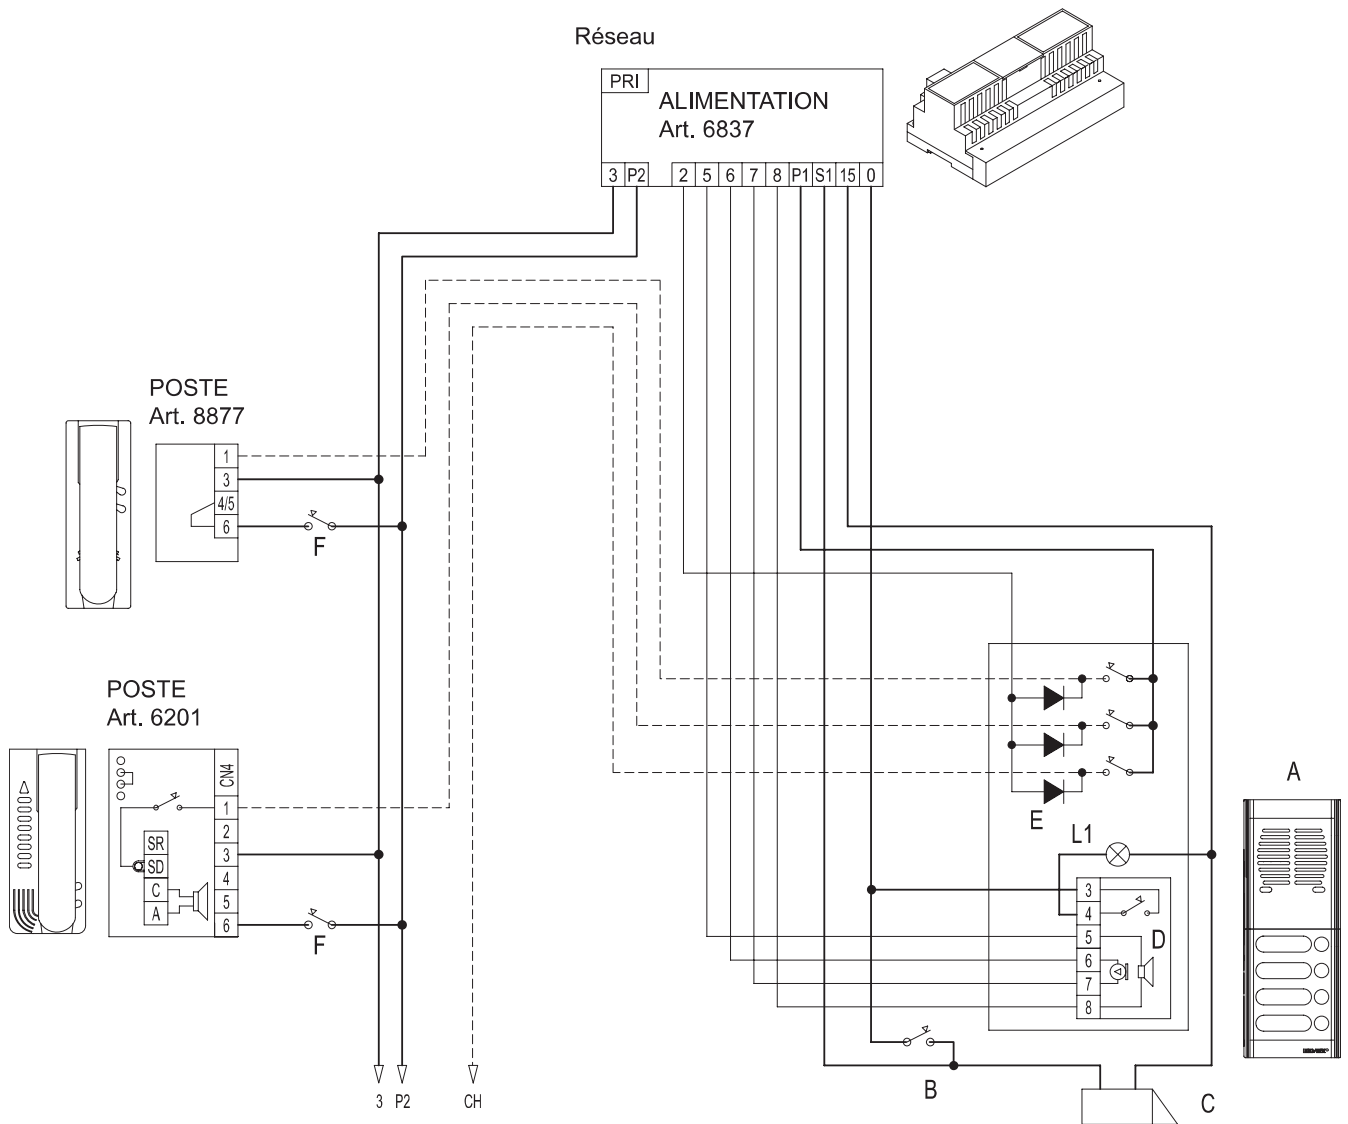 Réseau
PRI
ALIMENTATION
Art. 6837
3 P2 2 5 6 7 8 P1 S1 15 0
POSTE
Art. 8877
1
3
4/5
6
F
POSTE
Art. 6201
CN4
1
2
3
4
5
6
SR
SD
C
A
F
E
L1
3
4
5
6
7
8
D
A
B
C
3 P2 CH